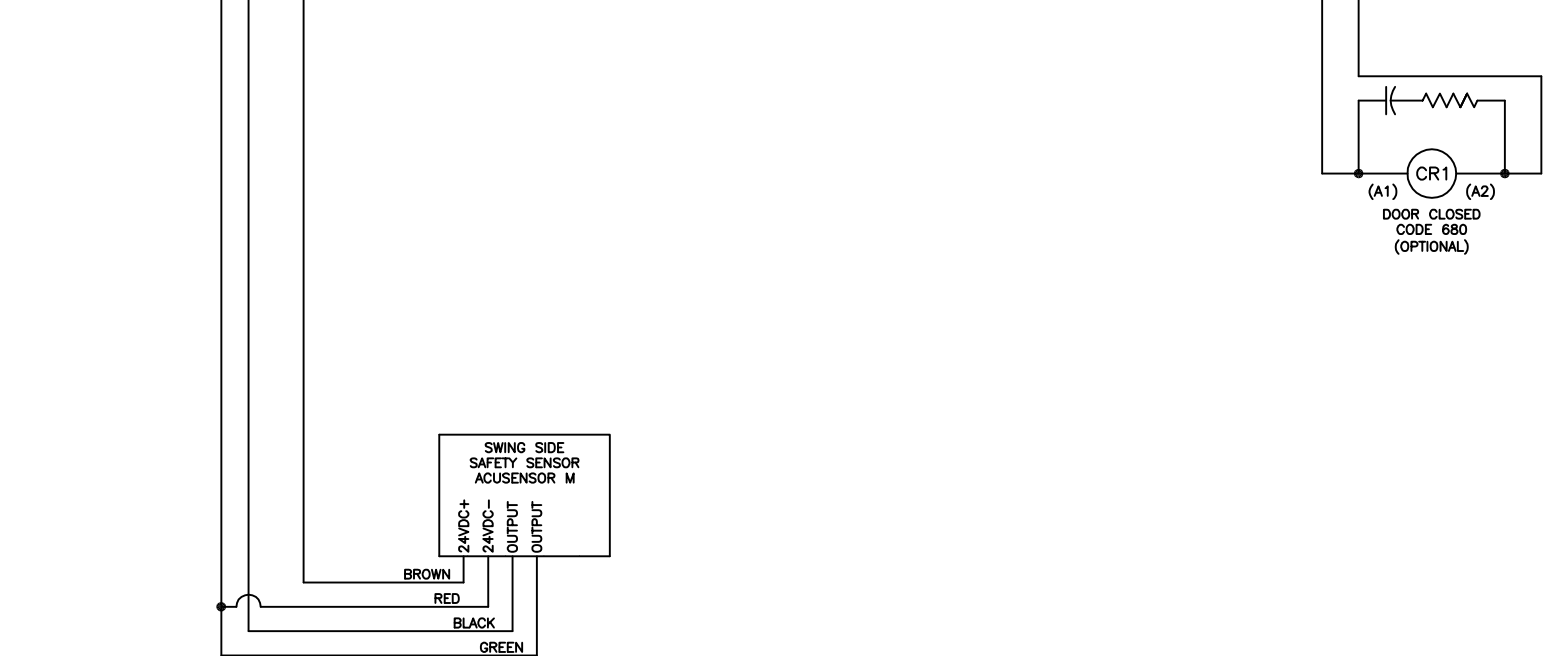 CR1
(A1)
(A2)
DOOR CLOSED
CODE 680
(OPTIONAL)
SWING SIDE
SAFETY SENSOR
ACUSENSOR M
24VDC+
24VDC-
OUTPUT
OUTPUT
BROWN
RED
BLACK
GREEN